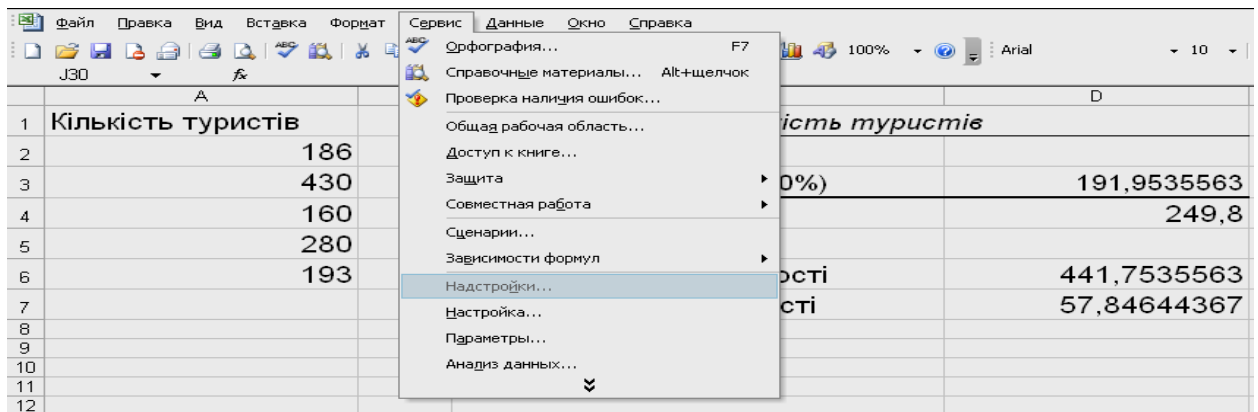 Файл Правка Вид Вставка Формат Сервис Данные Окно Справка
100% Arial 10
J30 fx
Орфография... F7
Справочные материалы... Alt+щелчок
Проверка наличия ошибок...
Общая рабочая область...
Доступ к книге...
Защита
Совместная работа
Сценарии...
Зависимости формул
Надстройки...
Настройка...
Параметры...
Анализ данных...
A D
1 Кількість туристів ість туристів
2 186
3 430 0%) 191,9535563
4 160 249,8
5 280
6 193 ості 441,7535563
7 сті 57,84644367
8
9
10
11
12